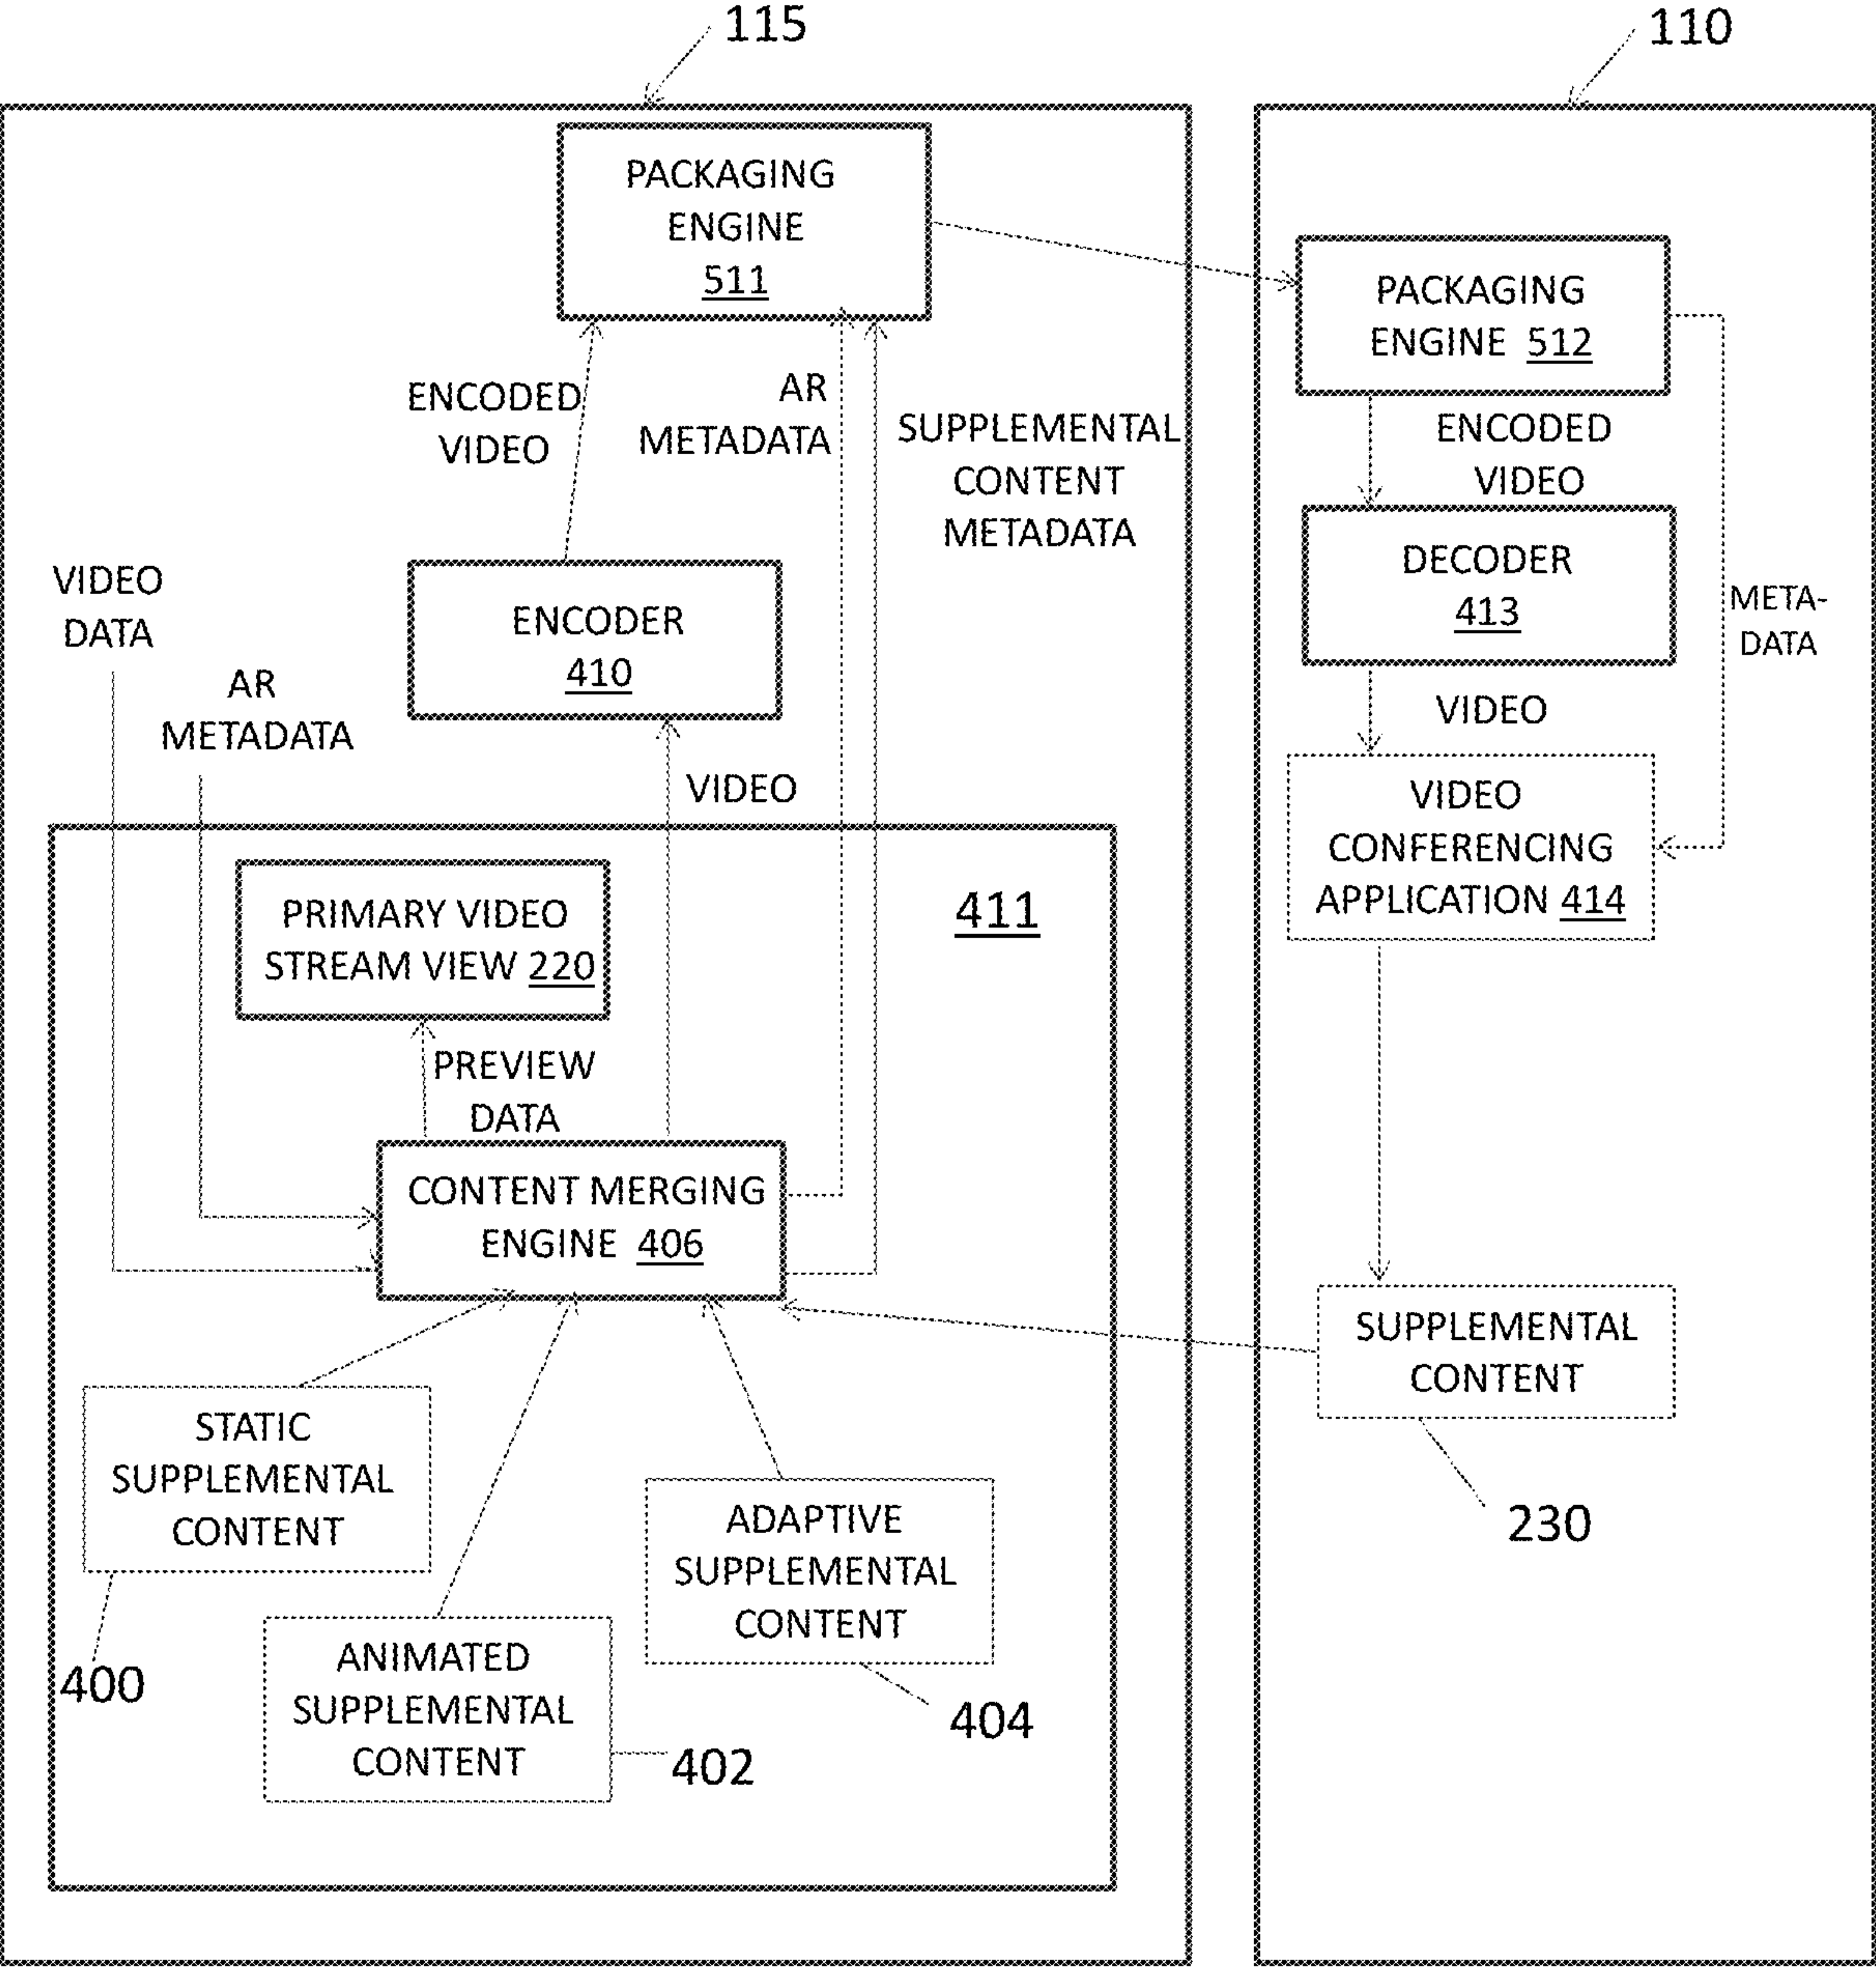 115
110
PACKAGING
ENGINE
511
PACKAGING
ENGINE 512
ENCODED
VIDEO
AR
METADATA
SUPPLEMENTAL
CONTENT
METADATA
ENCODED
VIDEO
VIDEO
DATA
ENCODER
410
DECODER
413
META-
DATA
AR
METADATA
VIDEO
VIDEO
VIDEO
CONFERENCING
APPLICATION 414
411
PRIMARY VIDEO
STREAM VIEW 220
PREVIEW
DATA
CONTENT MERGING
ENGINE 406
SUPPLEMENTAL
CONTENT
230
STATIC
SUPPLEMENTAL
CONTENT
400
ADAPTIVE
SUPPLEMENTAL
CONTENT
404
ANIMATED
SUPPLEMENTAL
CONTENT
402